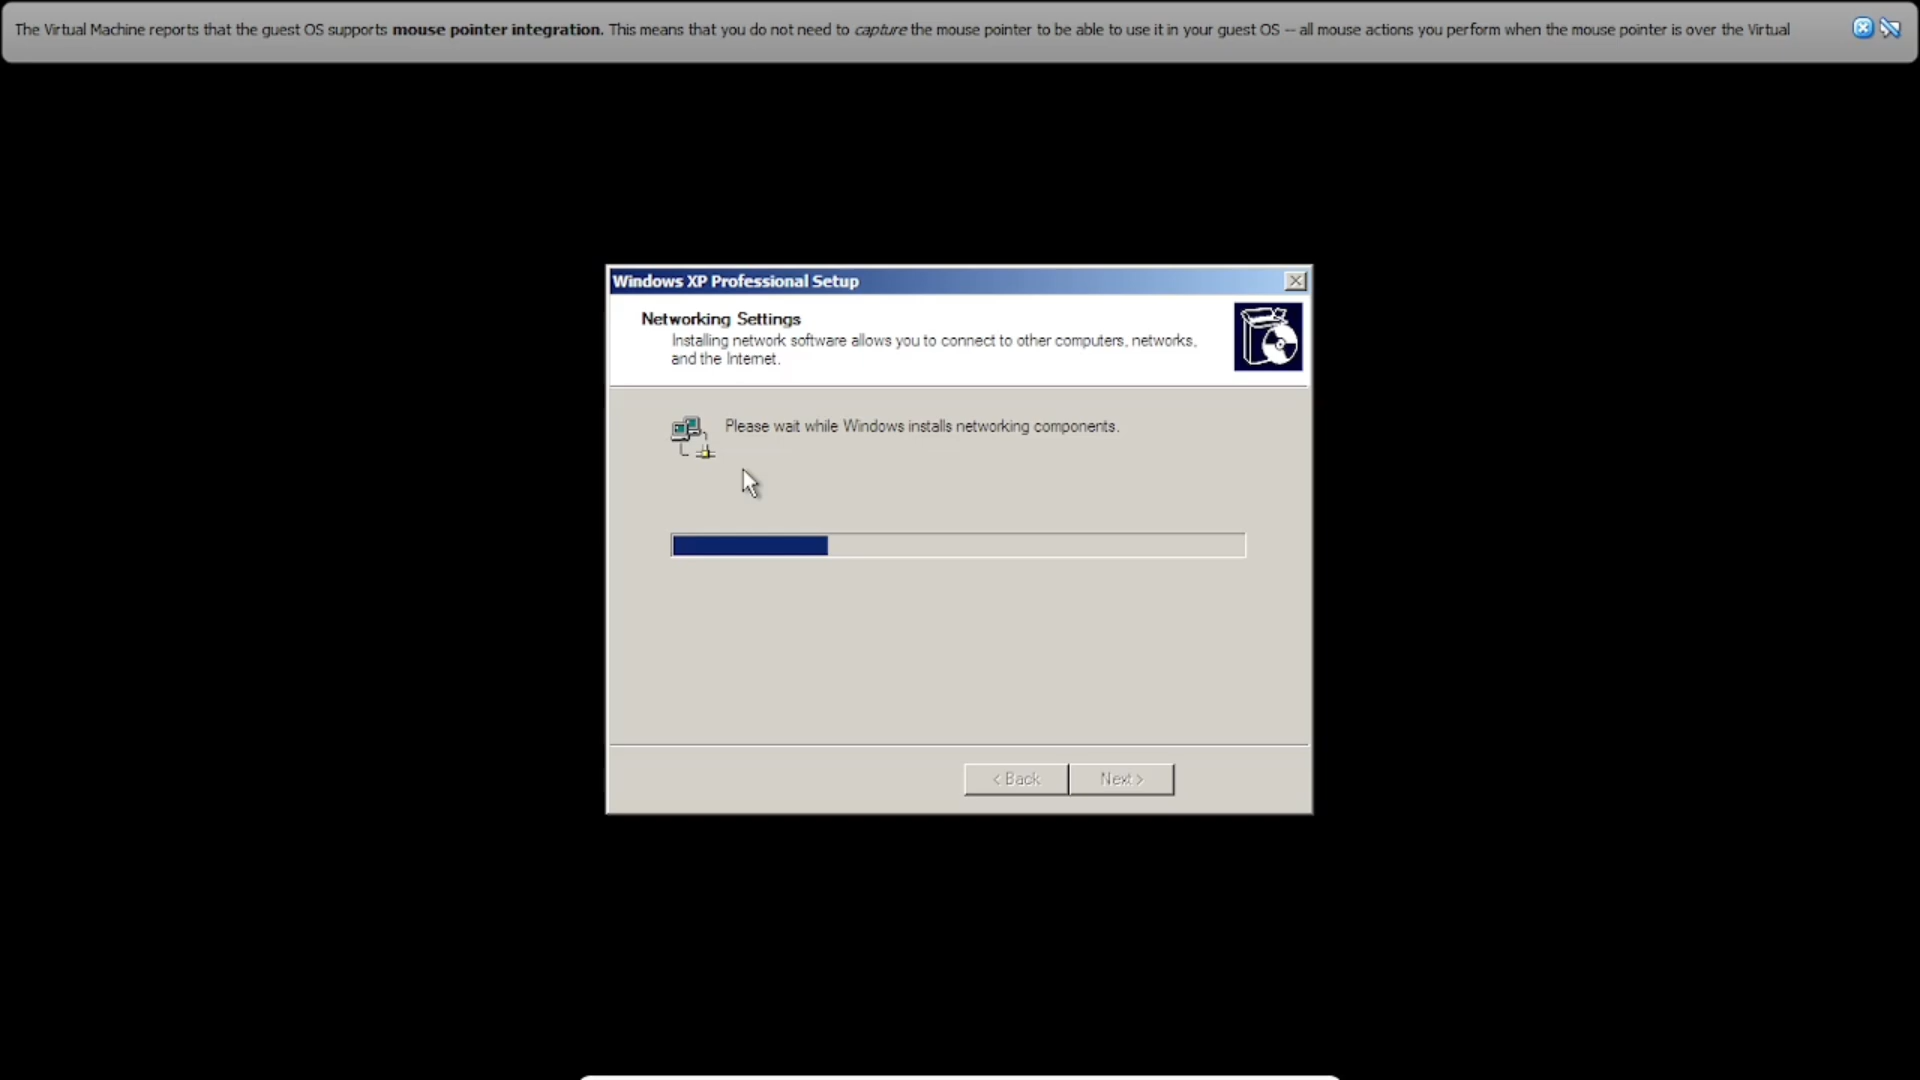 The Virtual Machine reports that the guest OS supports mouse pointer integration. This means that you do not need to capture the mouse pointer to be able to use it in your guest OS -- all mouse actions you perform when the mouse pointer is over the Virtual
Windows XP Professional Setup
Networking Settings
Installing network software allows you to connect to other computers, networks,
and the Internet.
Please wait while Windows installs networking components.
< Back
Next >